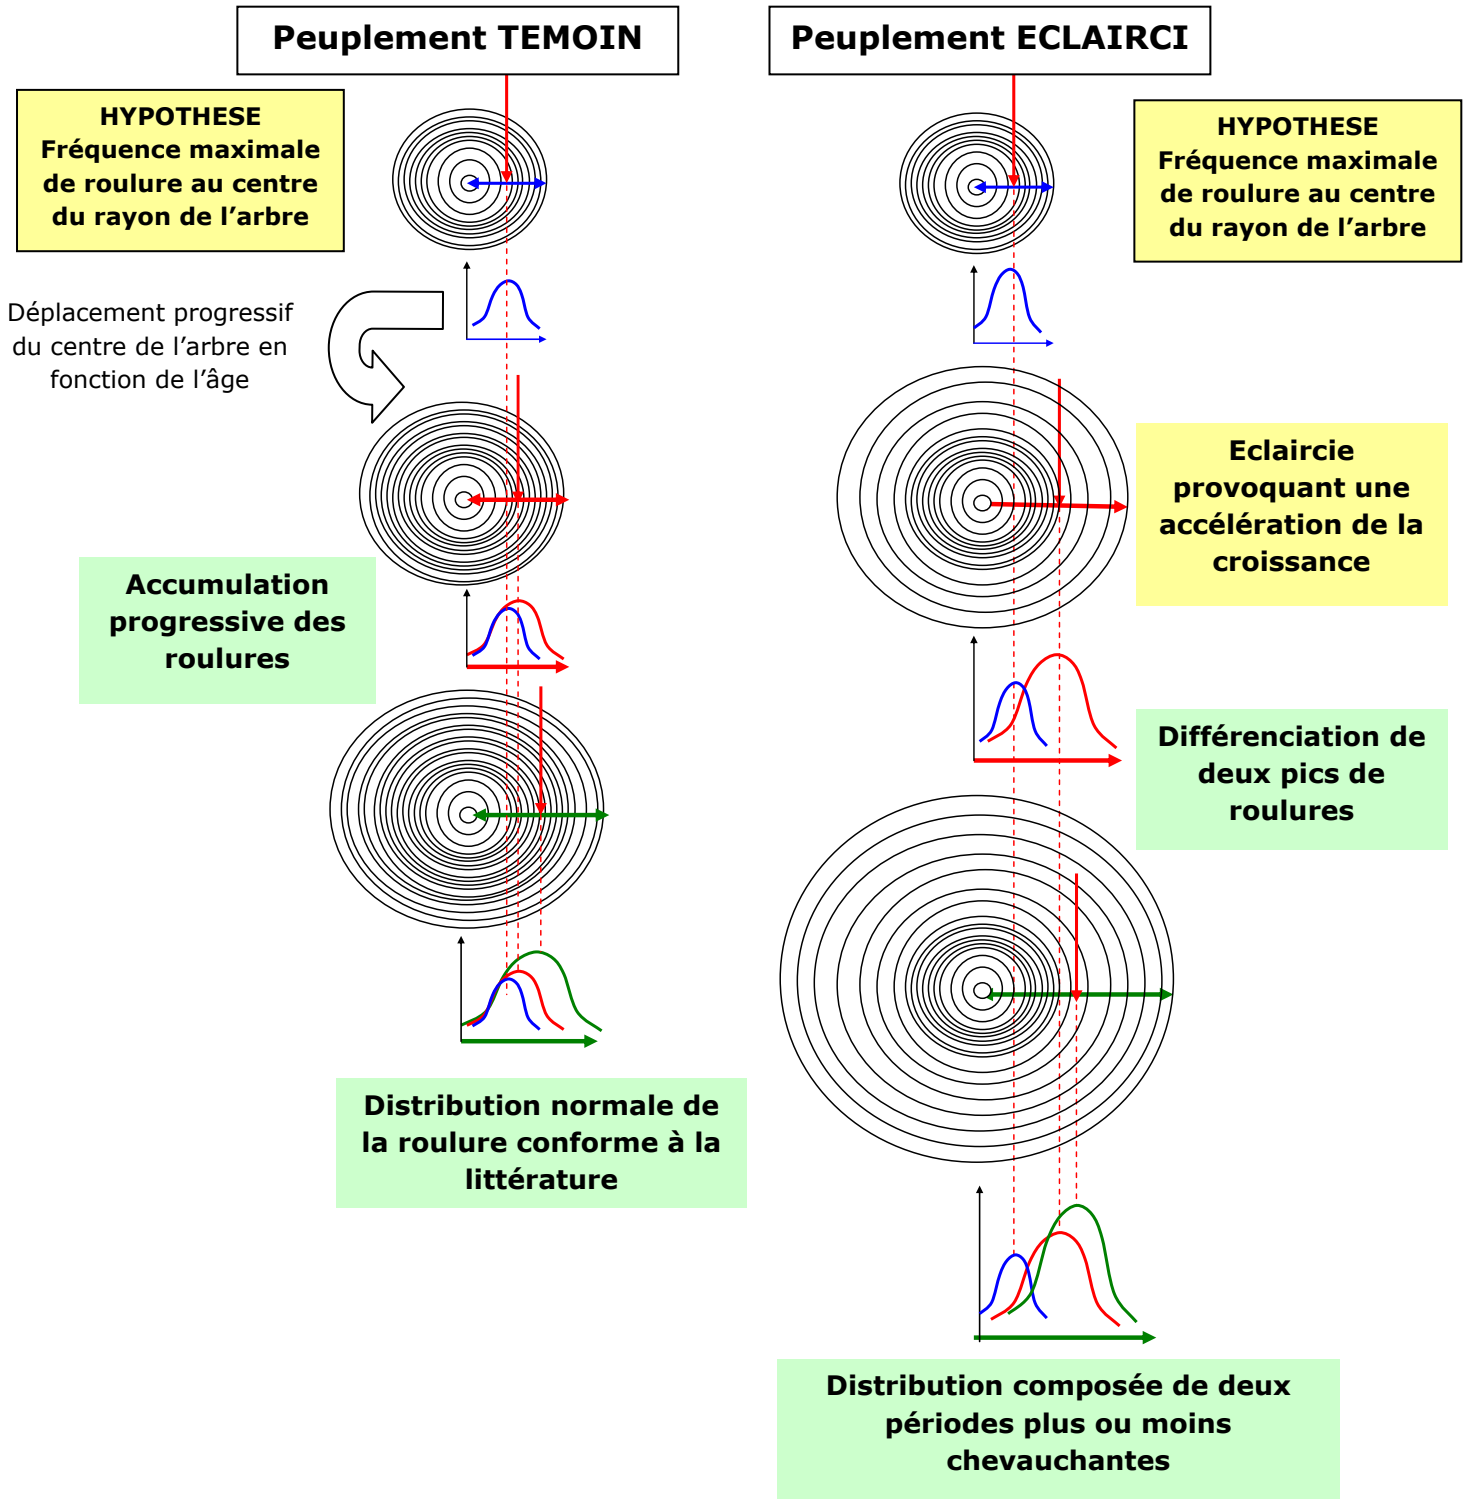 Peuplement TEMOIN
Peuplement ECLAIRCI
HYPOTHESE
Fréquence maximale
de roulure au centre
du rayon de l’arbre
HYPOTHESE
Fréquence maximale
de roulure au centre
du rayon de l’arbre
Déplacement progressif
du centre de l’arbre en
fonction de l’âge
Eclaircie
provoquant une
accélération de la
croissance
Accumulation
progressive des
roulures
Différenciation de
deux pics de
roulures
Distribution normale de
la roulure conforme à la
littérature
Distribution composée de deux
périodes plus ou moins
chevauchantes